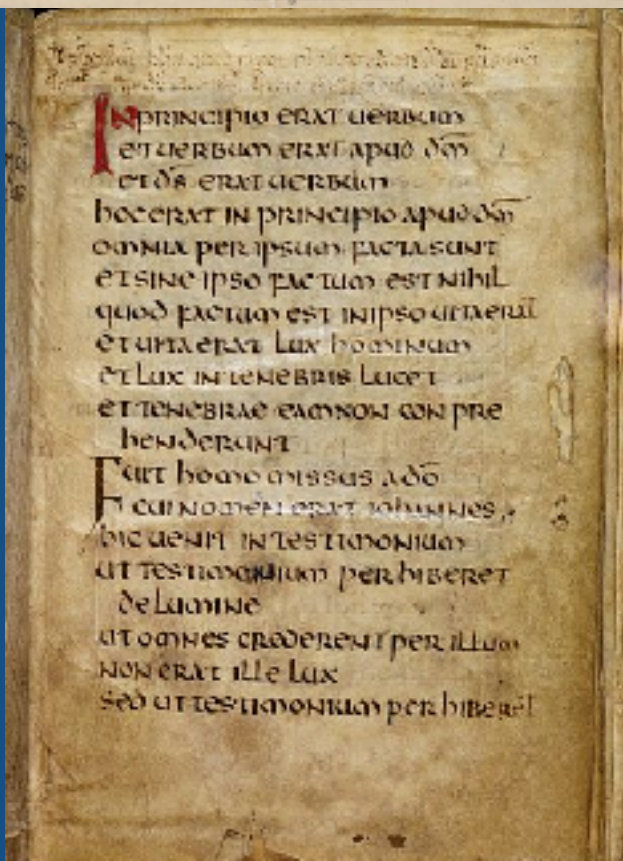 IN PRINCIPIO ERAT UERBUM
ET UERBUM ERAT APUD DM
ET DS ERAT UERBUM
HOC ERAT IN PRINCIPIO APUD DM
OMNIA PER IPSUM FACTA SUNT
ET SINE IPSO FACTUM EST NIHIL
QUOD FACTUM EST IN IPSO UITA ERAT
ET UITA ERAT LUX HOMINUM
ET LUX IN TENEBRIS LUCET
ET TENEBRAE EAM NON CONPRE
HENDERUNT
FUIT HOMO MISSUS A DO
CUI NOMEN ERAT IOHANNES
HIC UENIT IN TESTIMONIUM
UT TESTIMONIUM PERHIBERET
DE LUMINE
UT OMNES CREDERENT PER ILLUM
NON ERAT ILLE LUX
SED UT TESTIMONIUM PERHIBERET